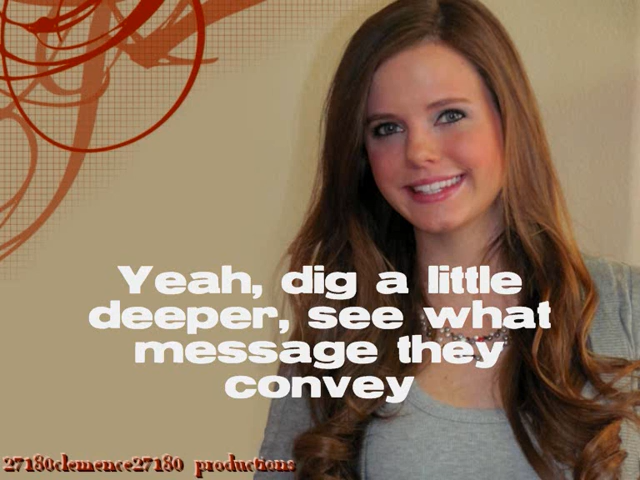 Yeah, dig a little
deeper, see what
message they
convey
27180clemence27180 productions